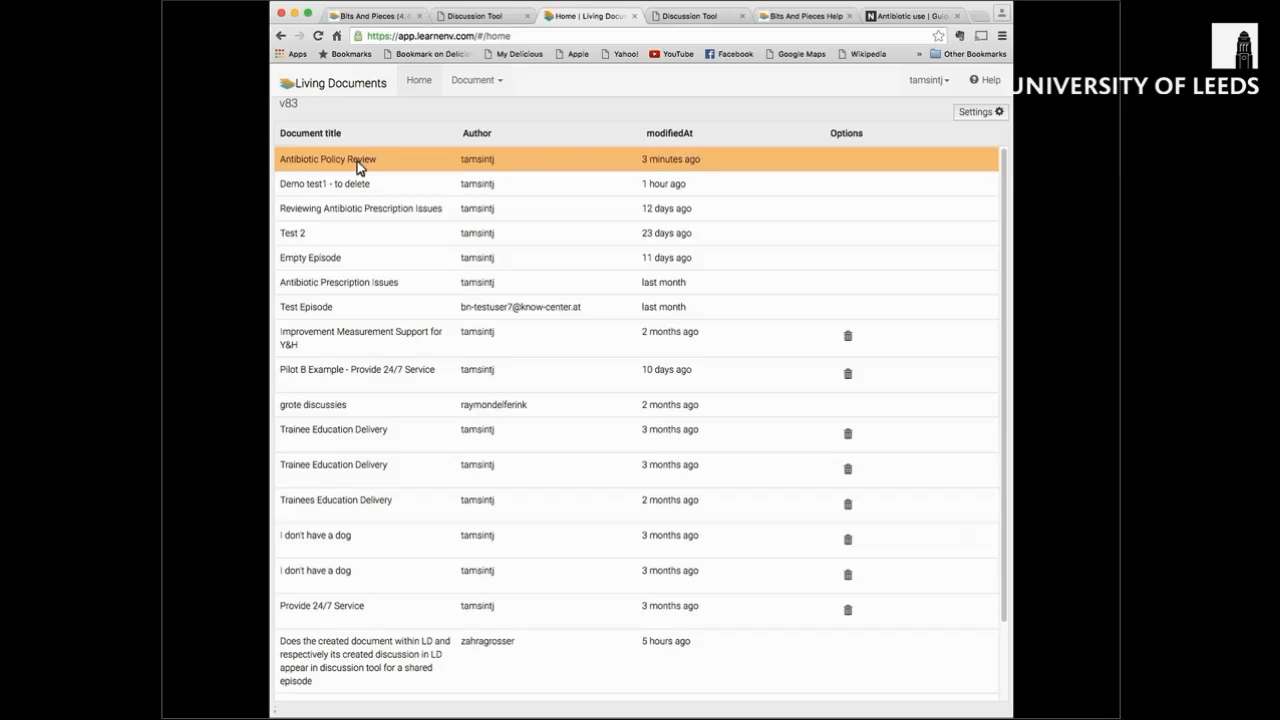 Bits And Pieces (4.
Discussion Tool
Home | Living Docu
Discussion Tool
Bits And Pieces Help
Antibiotic use | Gui
https://app.learnenv.com/#/home
Apps
Bookmarks
Bookmark on Delici
My Delicious
Apple
Yahoo!
YouTube
Facebook
Google Maps
Wikipedia
»
Other Bookmarks
Living Documents
Home
Document
tamsintj
Help
UNIVERSITY OF LEEDS
v83
Settings
Document title Author modifiedAt Options
Antibiotic Policy Review tamsintj 3 minutes ago
Demo test1 - to delete tamsintj 1 hour ago
Reviewing Antibiotic Prescription Issues tamsintj 12 days ago
Test 2 tamsintj 23 days ago
Empty Episode tamsintj 11 days ago
Antibiotic Prescription Issues tamsintj last month
Test Episode bn-testuser7@know-center.at last month
Improvement Measurement Support for tamsintj 2 months ago
Y&H
Pilot B Example - Provide 24/7 Service tamsintj 10 days ago
grote discussies raymondelferink 2 months ago
Trainee Education Delivery tamsintj 3 months ago
Trainee Education Delivery tamsintj 3 months ago
Trainees Education Delivery tamsintj 2 months ago
I don't have a dog tamsintj 3 months ago
I don't have a dog tamsintj 3 months ago
Provide 24/7 Service tamsintj 3 months ago
Does the created document within LD and zahragrosser 5 hours ago
respectively its created discussion in LD
appear in discussion tool for a shared
episode